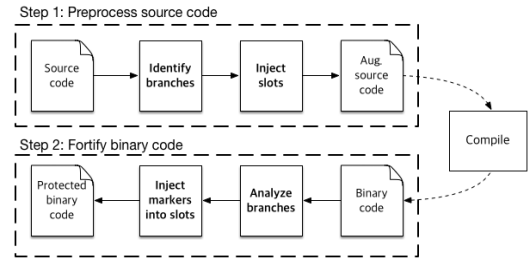 Step 1: Preprocess source code
Source
code
Identify
branches
Inject
slots
Aug.
source
code
Compile
Step 2: Fortify binary code
Protected
binary
code
Inject
markers
into slots
Analyze
branches
Binary
code